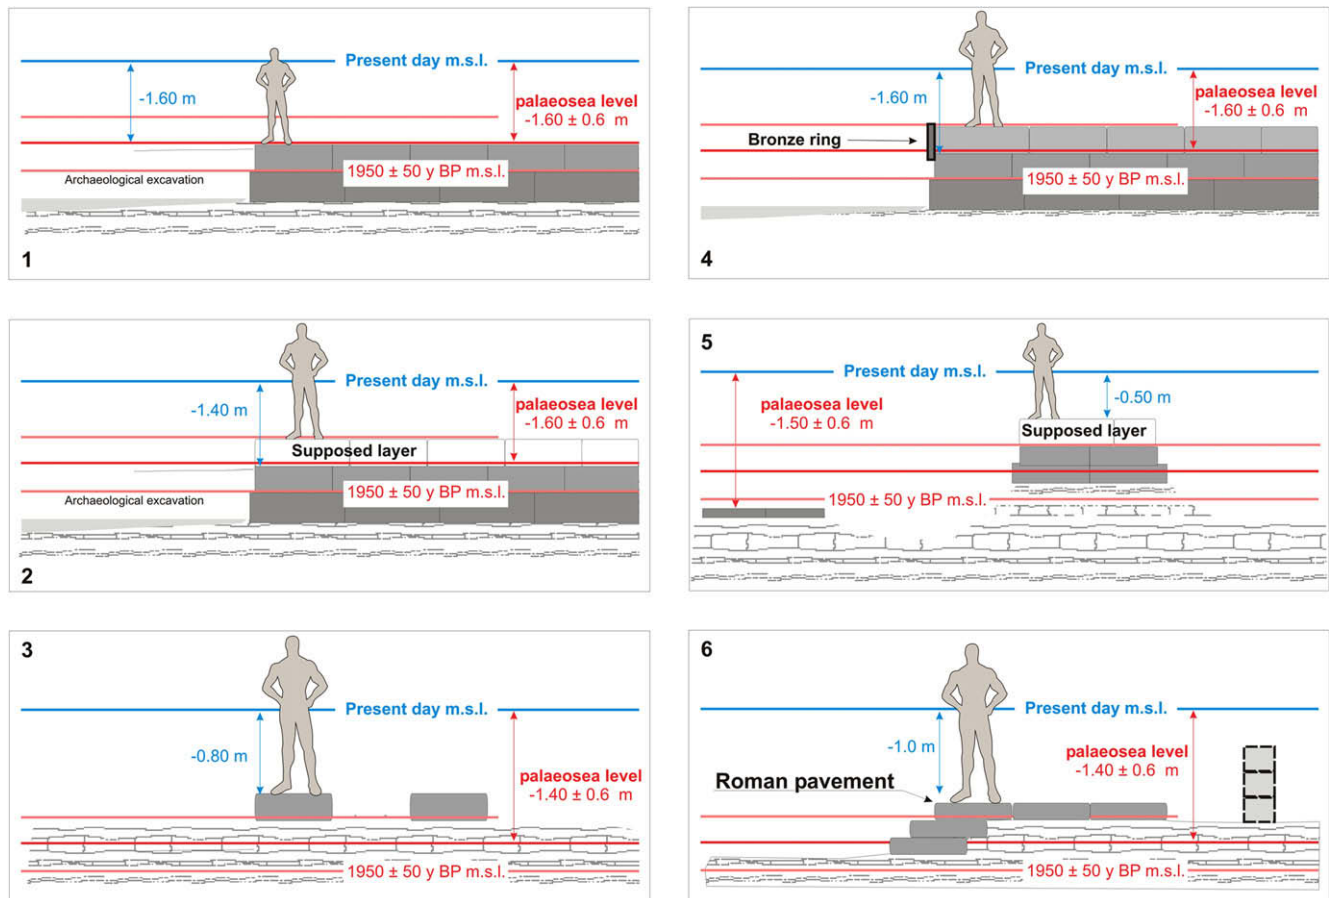 Present day m.s.l.
-1.60 m
palaeosea level
-1.60 ± 0.6 m
1950 ± 50 y BP m.s.l.
Archaeological excavation
1
Present day m.s.l.
-1.40 m
palaeosea level
-1.60 ± 0.6 m
Supposed layer
1950 ± 50 y BP m.s.l.
Archaeological excavation
2
3
Present day m.s.l.
-0.80 m
palaeosea level
-1.40 ± 0.6 m
1950 ± 50 y BP m.s.l.
Present day m.s.l.
-1.60 m
palaeosea level
-1.60 ± 0.6 m
Bronze ring
1950 ± 50 y BP m.s.l.
4
5
Present day m.s.l.
palaeosea level
-1.50 ± 0.6 m
-0.50 m
Supposed layer
1950 ± 50 y BP m.s.l.
6
Present day m.s.l.
-1.0 m
palaeosea level
-1.40 ± 0.6 m
Roman pavement
1950 ± 50 y BP m.s.l.